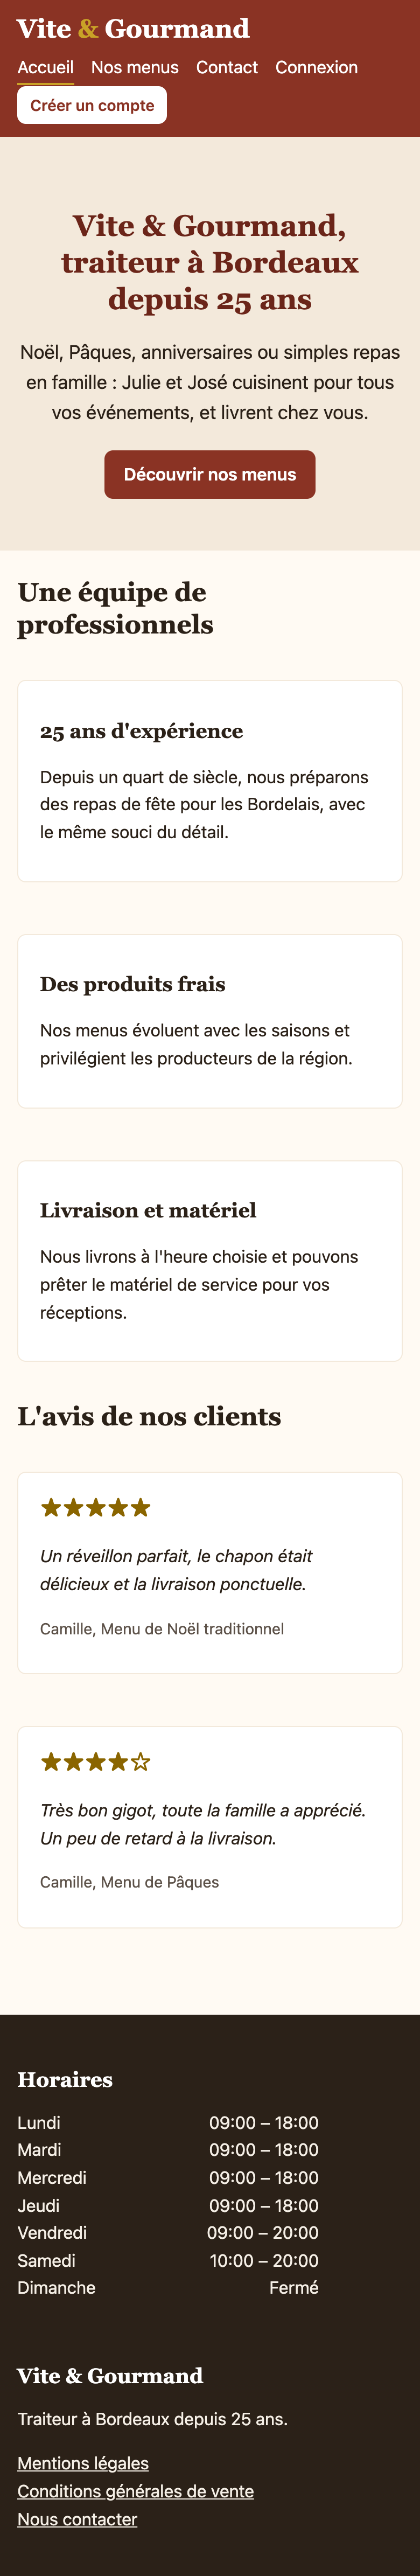 Vite & Gourmand
Accueil Nos menus Contact Connexion
Créer un compte
Vite & Gourmand,
traiteur à Bordeaux
depuis 25 ans
Noël, Pâques, anniversaires ou simples repas
en famille : Julie et José cuisinent pour tous
vos événements, et livrent chez vous.
Découvrir nos menus
Une équipe de
professionnels
25 ans d'expérience
Depuis un quart de siècle, nous préparons
des repas de fête pour les Bordelais, avec
le même souci du détail.
Des produits frais
Nos menus évoluent avec les saisons et
privilégient les producteurs de la région.
Livraison et matériel
Nous livrons à l'heure choisie et pouvons
prêter le matériel de service pour vos
réceptions.
L'avis de nos clients
★★★★★
Un réveillon parfait, le chapon était
délicieux et la livraison ponctuelle.
Camille, Menu de Noël traditionnel
★★★★☆
Très bon gigot, toute la famille a apprécié.
Un peu de retard à la livraison.
Camille, Menu de Pâques
Horaires
Lundi 09:00 – 18:00
Mardi 09:00 – 18:00
Mercredi 09:00 – 18:00
Jeudi 09:00 – 18:00
Vendredi 09:00 – 20:00
Samedi 10:00 – 20:00
Dimanche Fermé
Vite & Gourmand
Traiteur à Bordeaux depuis 25 ans.
Mentions légales
Conditions générales de vente
Nous contacter